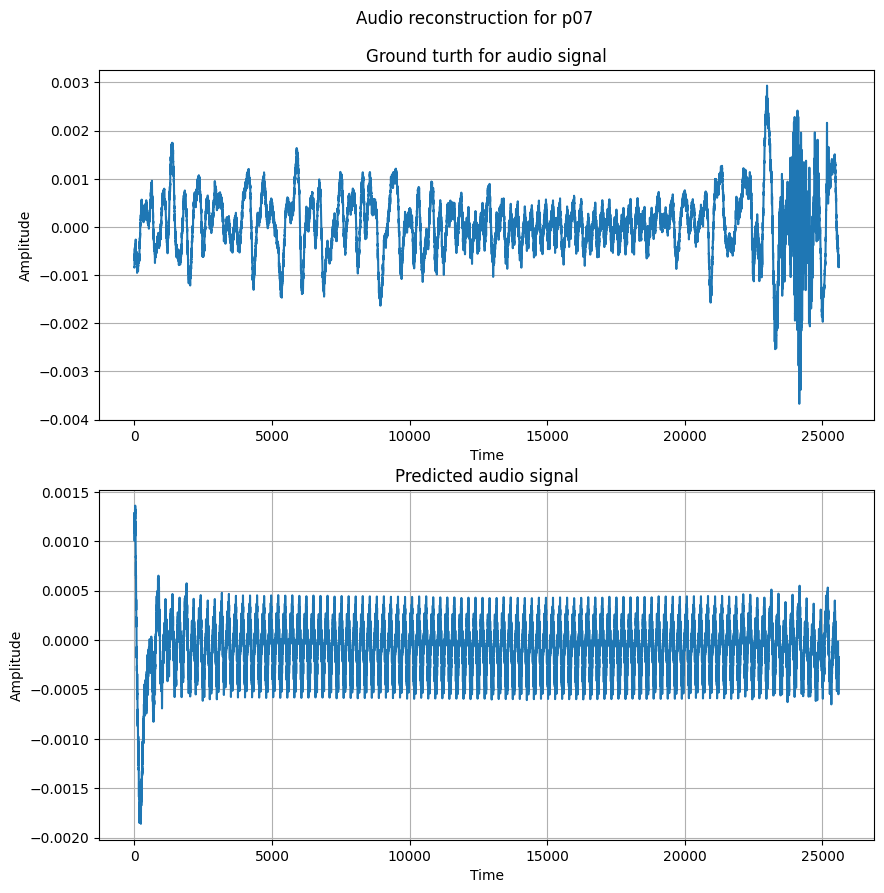 Audio reconstruction for p07
Ground turth for audio signal
0.003
0.002
0.001
0.000
−0.001
−0.002
−0.003
−0.004
Amplitude
0 5000 10000 15000 20000 25000
Time
Predicted audio signal
0.0015
0.0010
0.0005
0.0000
−0.0005
−0.0010
−0.0015
−0.0020
Amplitude
0 5000 10000 15000 20000 25000
Time